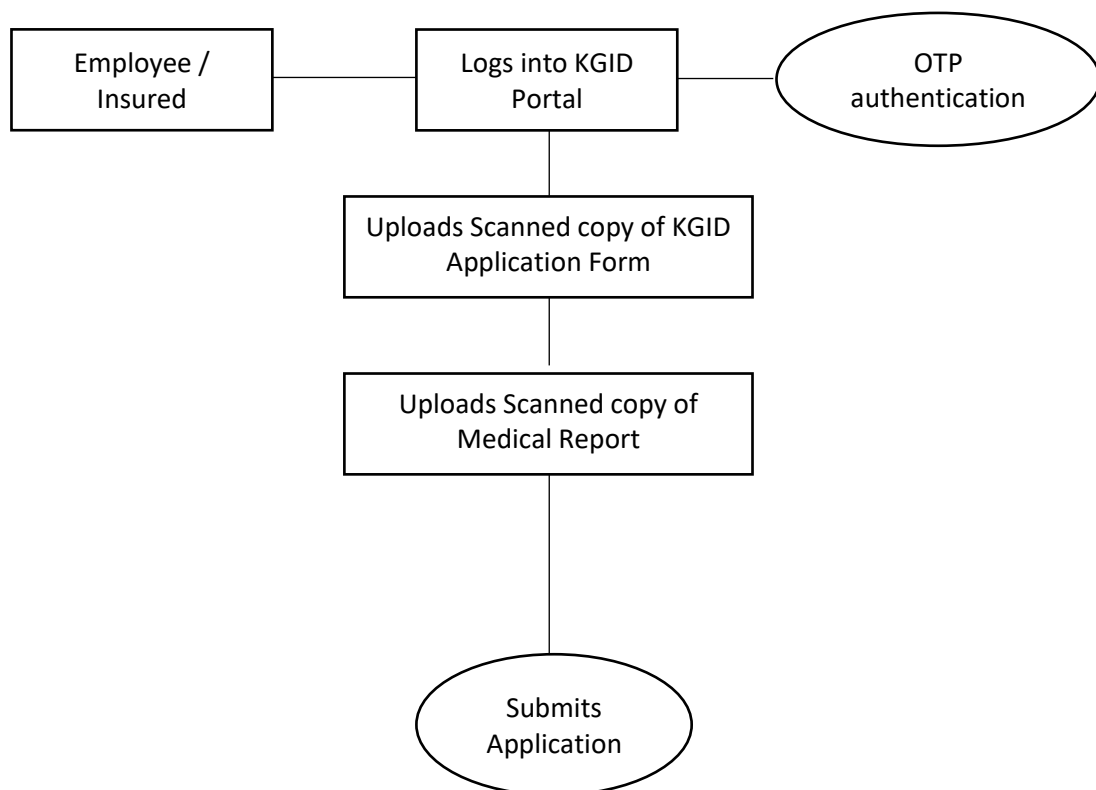 Employee /
Insured
Logs into KGID
Portal
OTP
authentication
Uploads Scanned copy of KGID
Application Form
Uploads Scanned copy of
Medical Report
Submits
Application